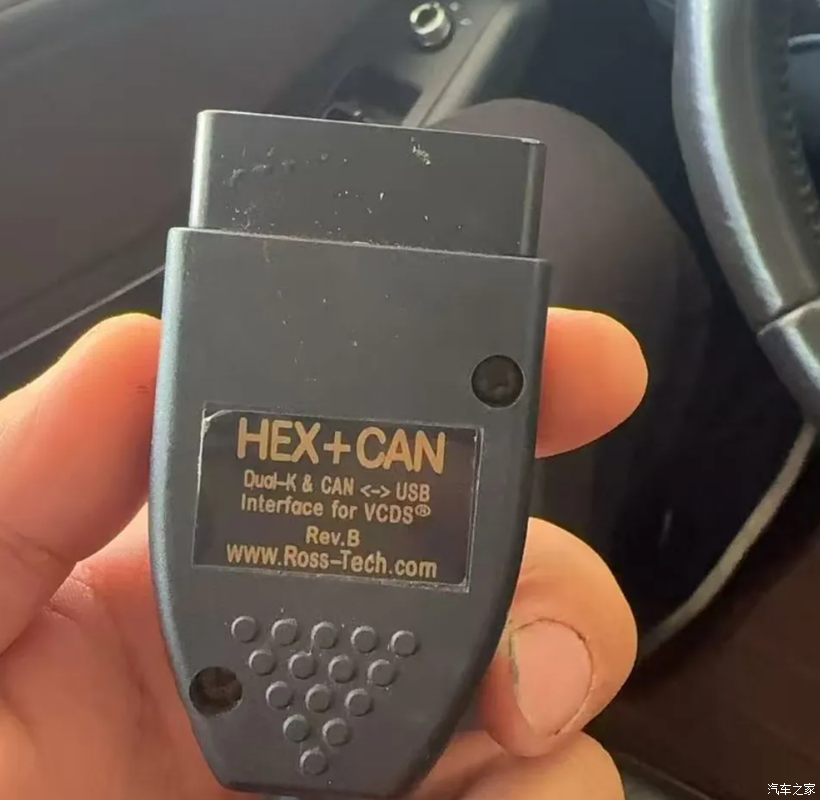 HEX+CAN
Dual-K & CAN <-> USB
Interface for VCDS®
Rev.B
www.Ross-Tech.com
汽车之家